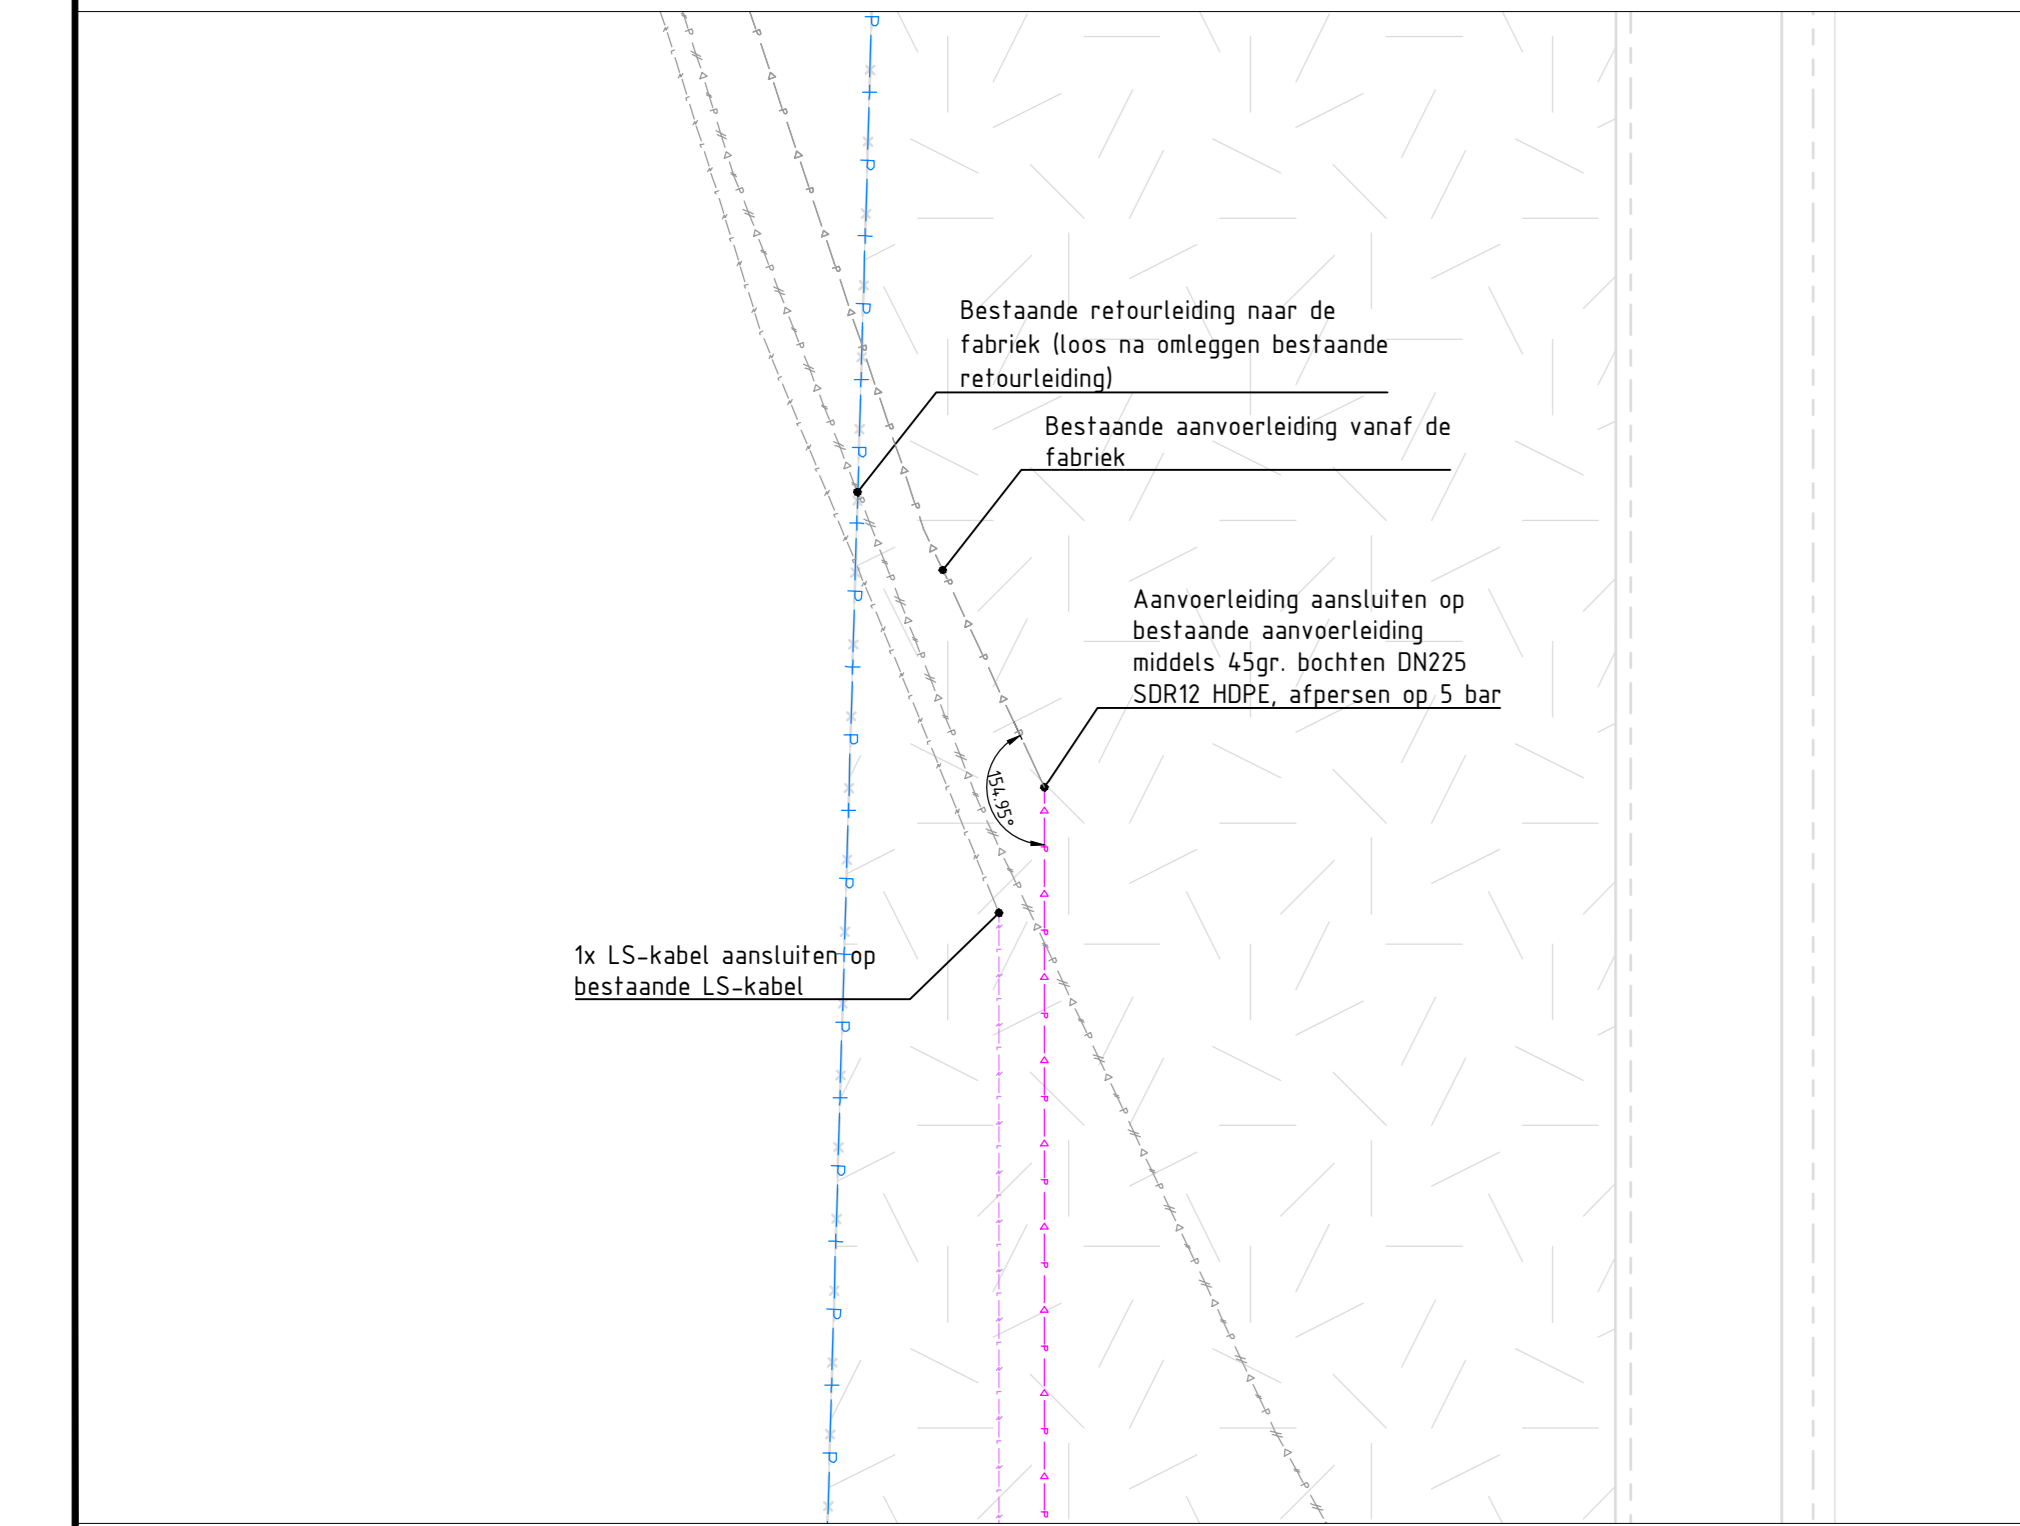 Bestaande retourleiding naar de
fabriek (loos na omleggen bestaande
retourleiding)
Bestaande aanvoerleiding vanaf de
fabriek
Aanvoerleiding aansluiten op
bestaande aanvoerleiding
middels 45gr. bochten DN225
SDR12 HDPE, afpersen op 5 bar
154.95°
1x LS-kabel aansluiten op
bestaande LS-kabel